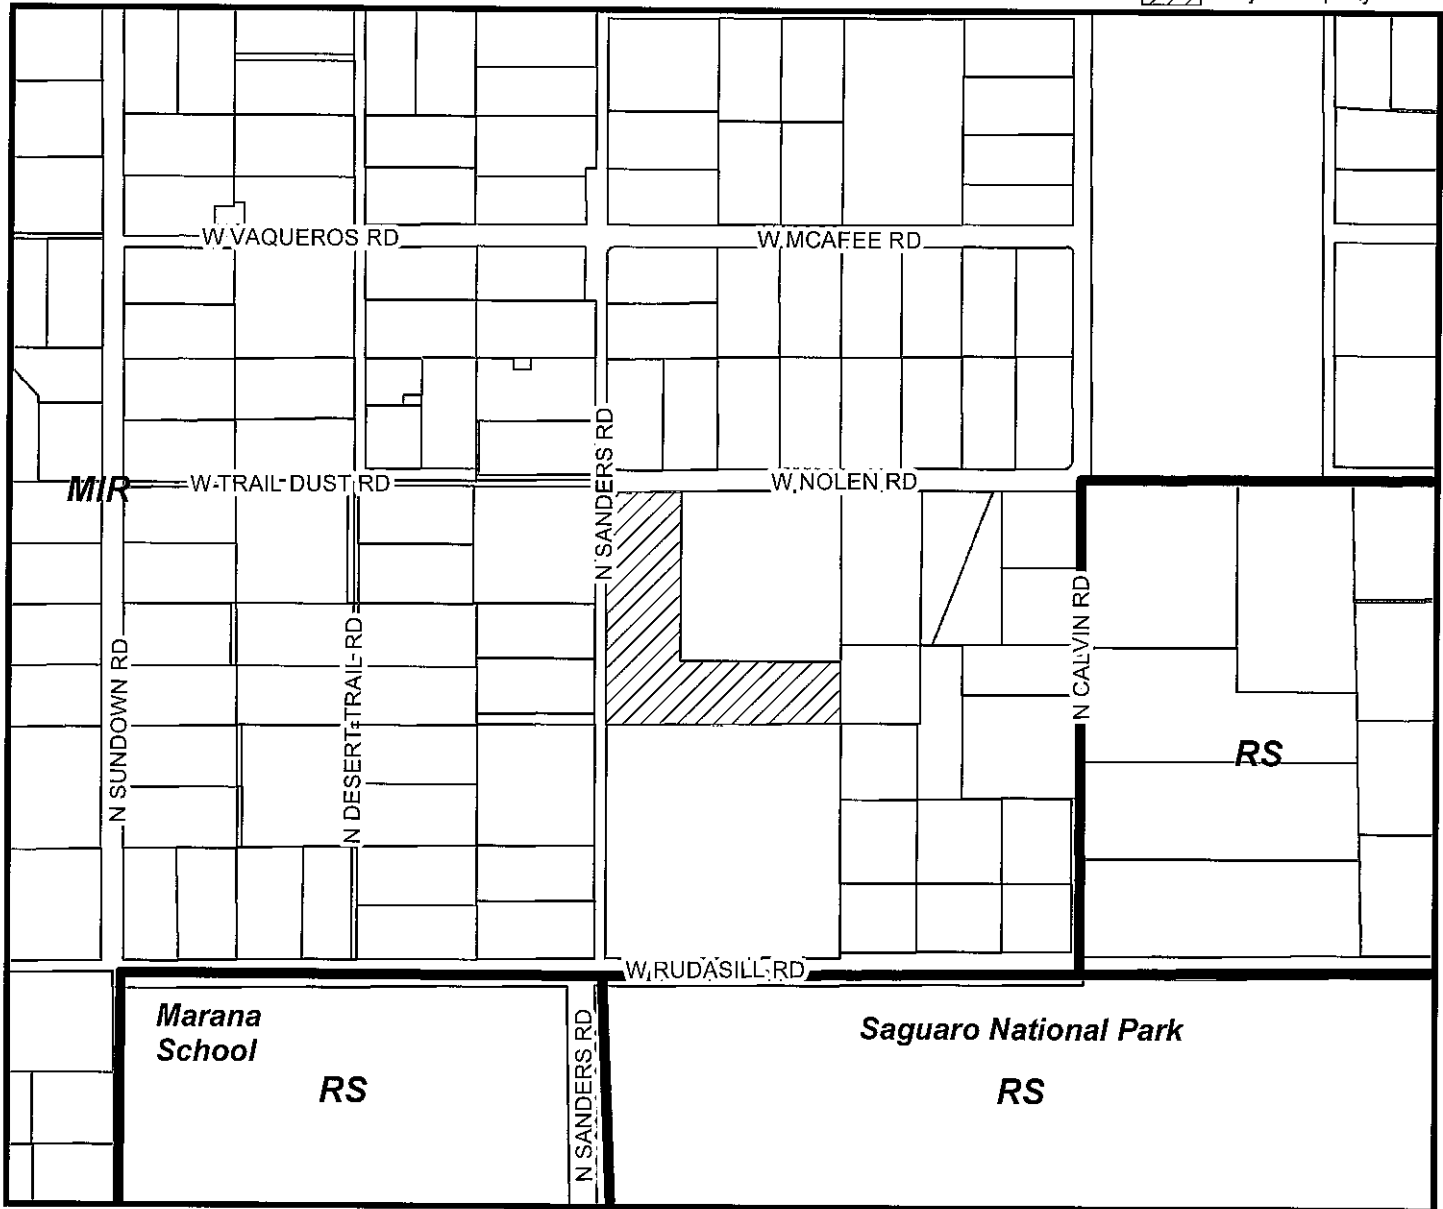 W VAQUEROS RD
W MCAFEE RD
N SANDERS RD
MIR
W TRAIL DUST RD
W NOLEN RD
N SUNDOWN RD
N DESERT TRAIL RD
N CALVIN RD
RS
W RUDASILL RD
Marana
School
RS
N SANDERS RD
Saguaro National Park
RS